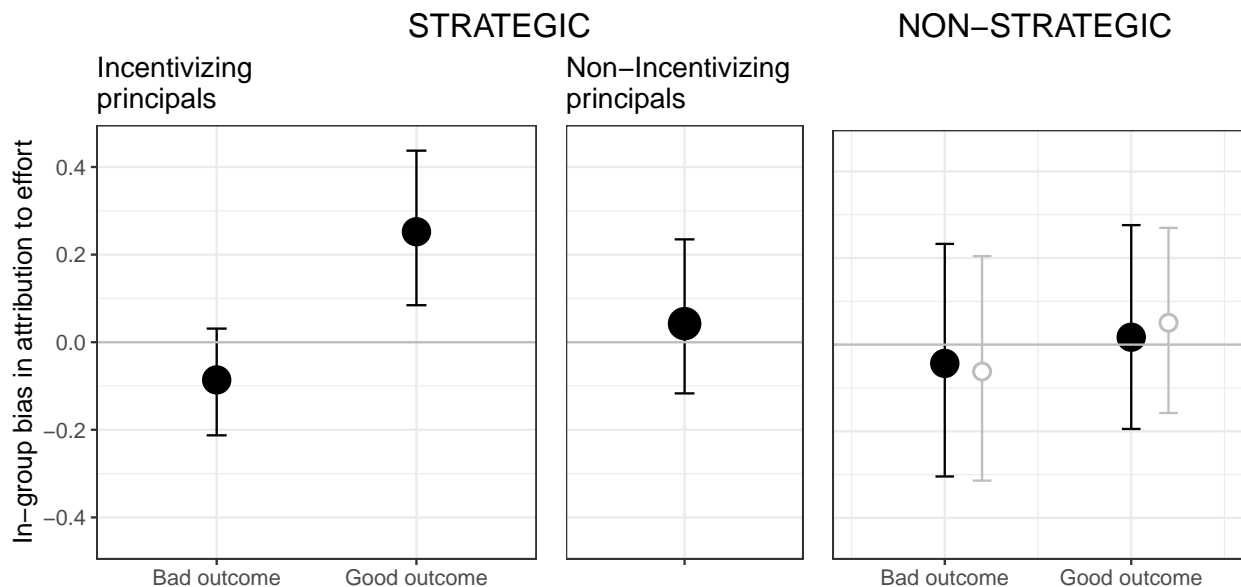 STRATEGIC
NON−STRATEGIC
Incentivizing
principals
Non−Incentivizing
principals
In−group bias in attribution to effort
0.4
0.2
0.0
−0.2
−0.4
Bad outcome
Good outcome
Bad outcome
Good outcome